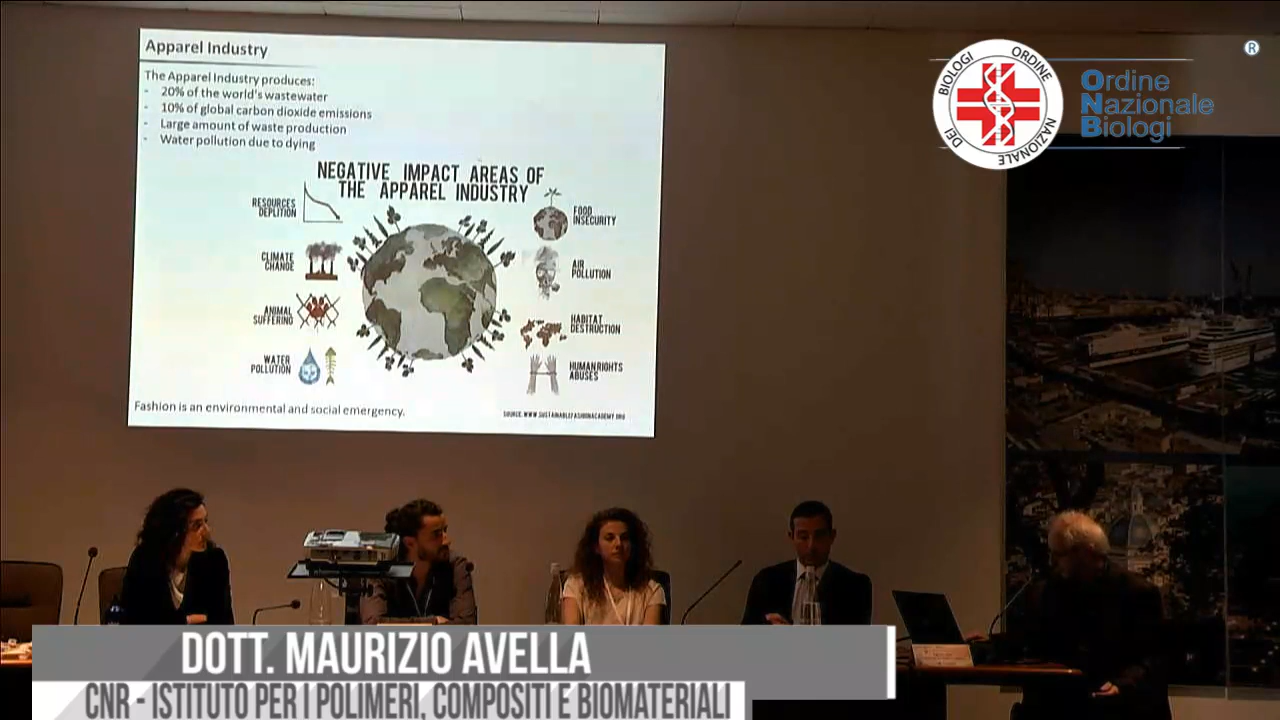 Apparel Industry
The Apparel Industry produces:
- 20% of the world's wastewater
- 10% of global carbon dioxide emissions
- Large amount of waste production
- Water pollution due to dying
NEGATIVE IMPACT AREAS OF
THE APPAREL INDUSTRY
RESOURCES
DEPLITION
FOOD
INSECURITY
CLIMATE
CHANGE
AIR
POLLUTION
ANIMAL
SUFFERING
HABITAT
DESTRUCTION
WATER
POLLUTION
HUMAN RIGHTS
ABUSES
Fashion is an environmental and social emergency.
SOURCE: WWW.SUSTAINABLEFASHIONACADEMY.ORG
ORDINE NAZIONALE DEI BIOLOGI
Ordine
Nazionale
Biologi
®
DOTT. MAURIZIO AVELLA
CNR - ISTITUTO PER I POLIMERI, COMPOSITI E BIOMATERIALI